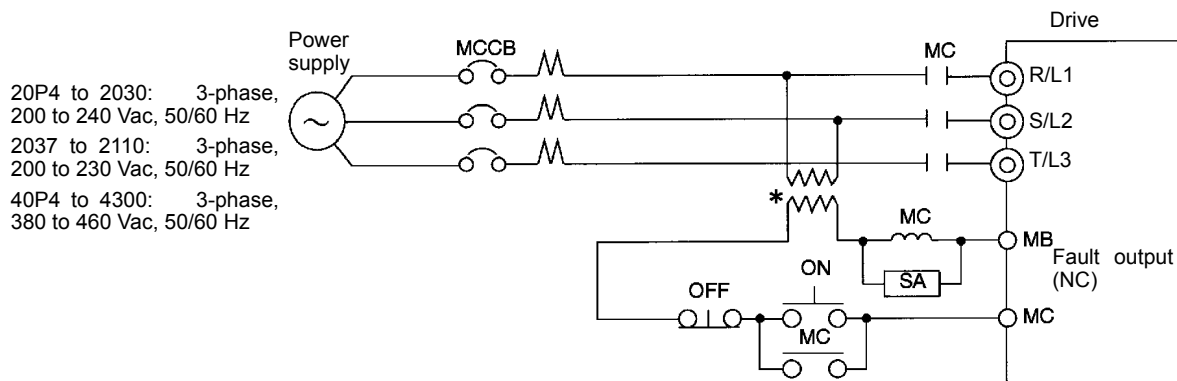 Drive
Power
supply
MCCB
MC
20P4 to 2030: 3-phase,
200 to 240 Vac, 50/60 Hz
2037 to 2110: 3-phase,
200 to 230 Vac, 50/60 Hz
40P4 to 4300: 3-phase,
380 to 460 Vac, 50/60 Hz
~
R/L1
S/L2
T/L3
*
MC
MB
Fault output
(NC)
SA
ON
OFF
MC
MC